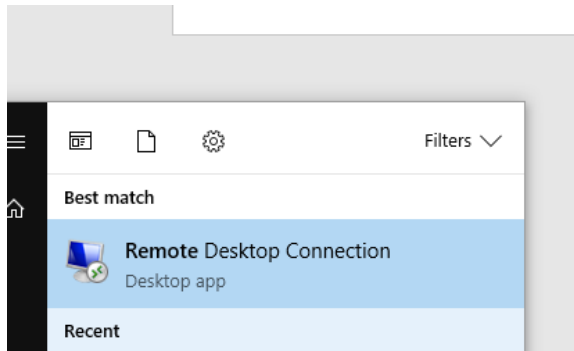 Filters
Best match
Remote Desktop Connection
Desktop app
Recent